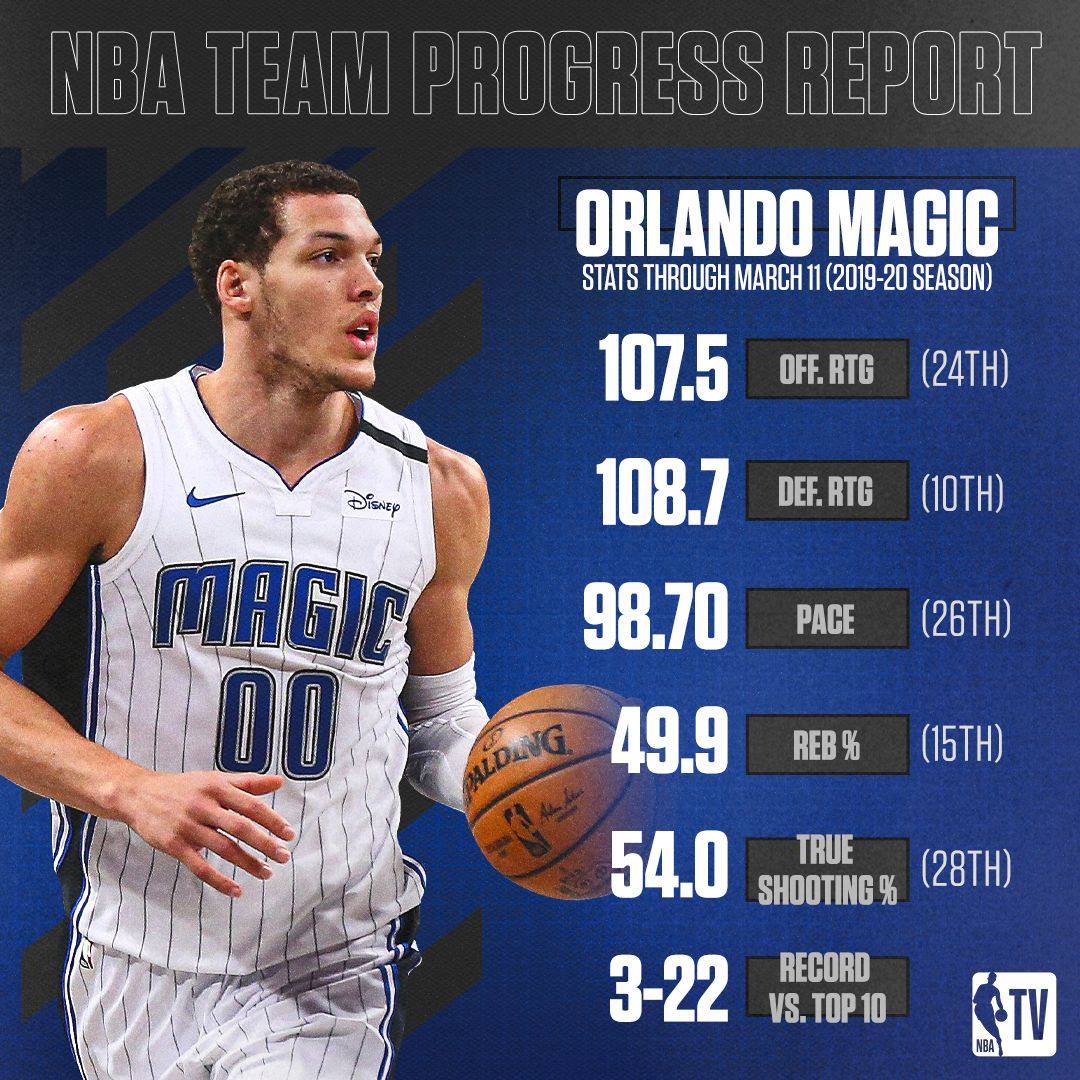 NBA TEAM PROGRESS REPORT
ORLANDO MAGIC
STATS THROUGH MARCH 11 (2019-20 SEASON)
107.5 OFF. RTG (24TH)
108.7 DEF. RTG (10TH)
98.70 PACE (26TH)
49.9 REB % (15TH)
54.0 TRUE
SHOOTING % (28TH)
3-22 RECORD
VS. TOP 10
DISNEY
MAGIC
00
SPALDING
NBA TV